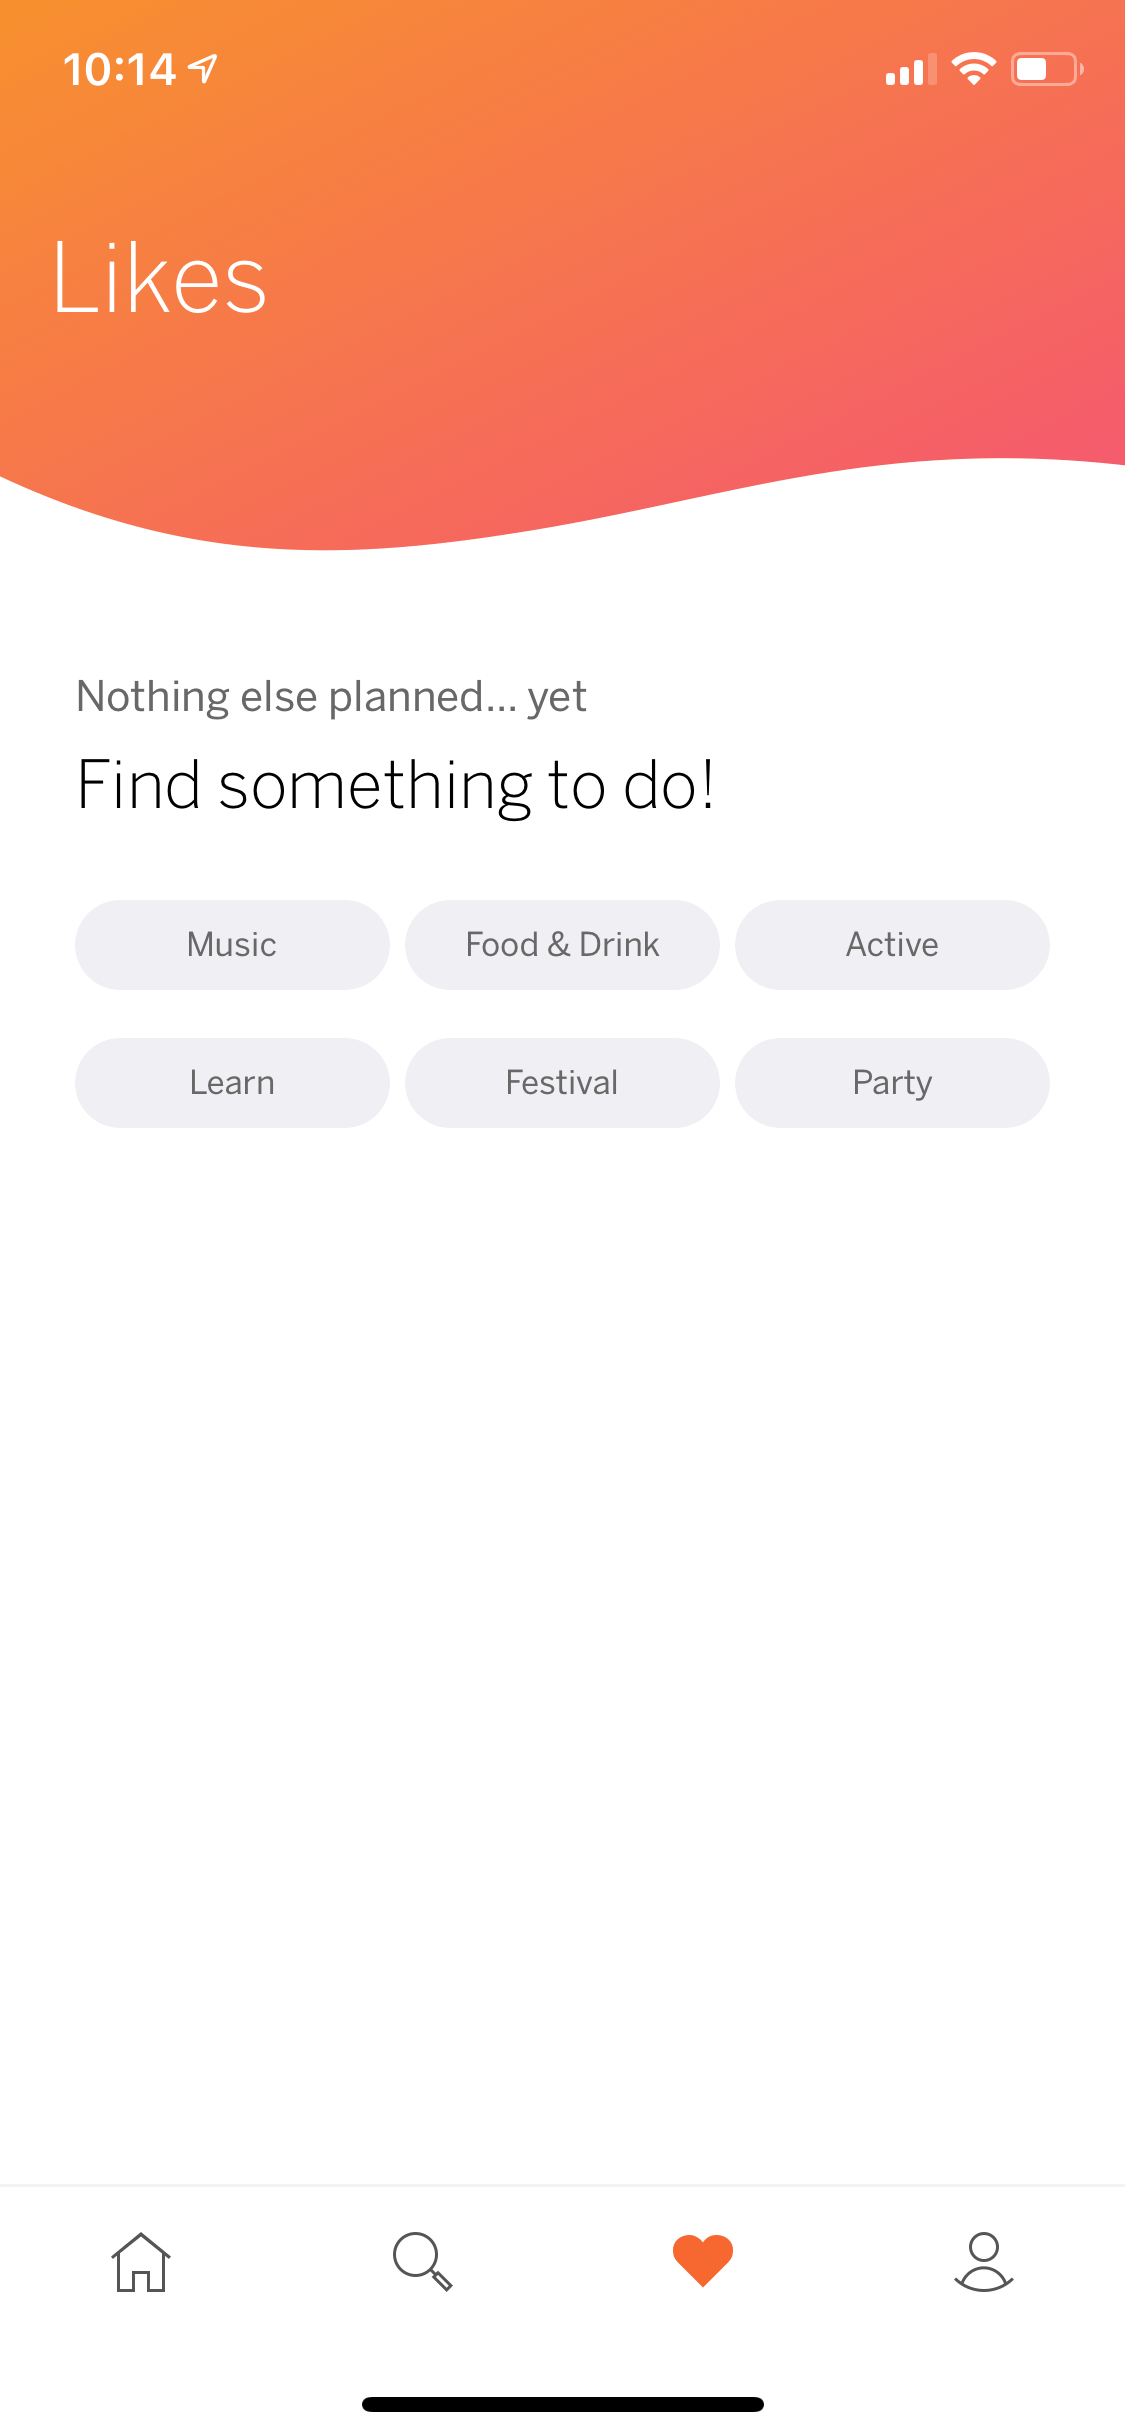 10:14
Likes
Nothing else planned... yet
Find something to do!
Music Food & Drink Active
Learn Festival Party